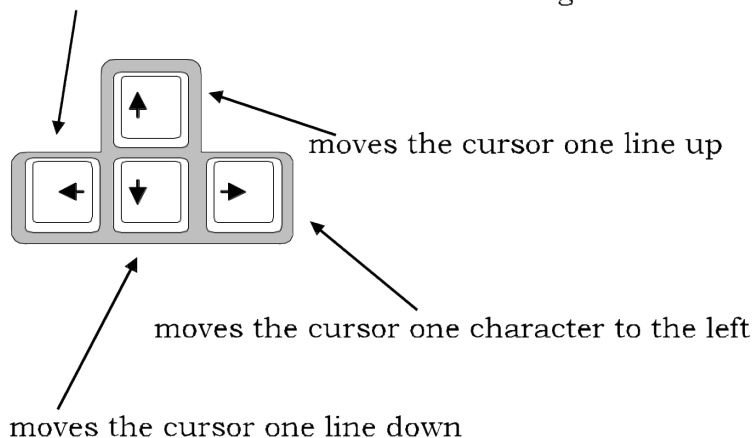 moves the cursor one line up
moves the cursor one character to the left
moves the cursor one line down